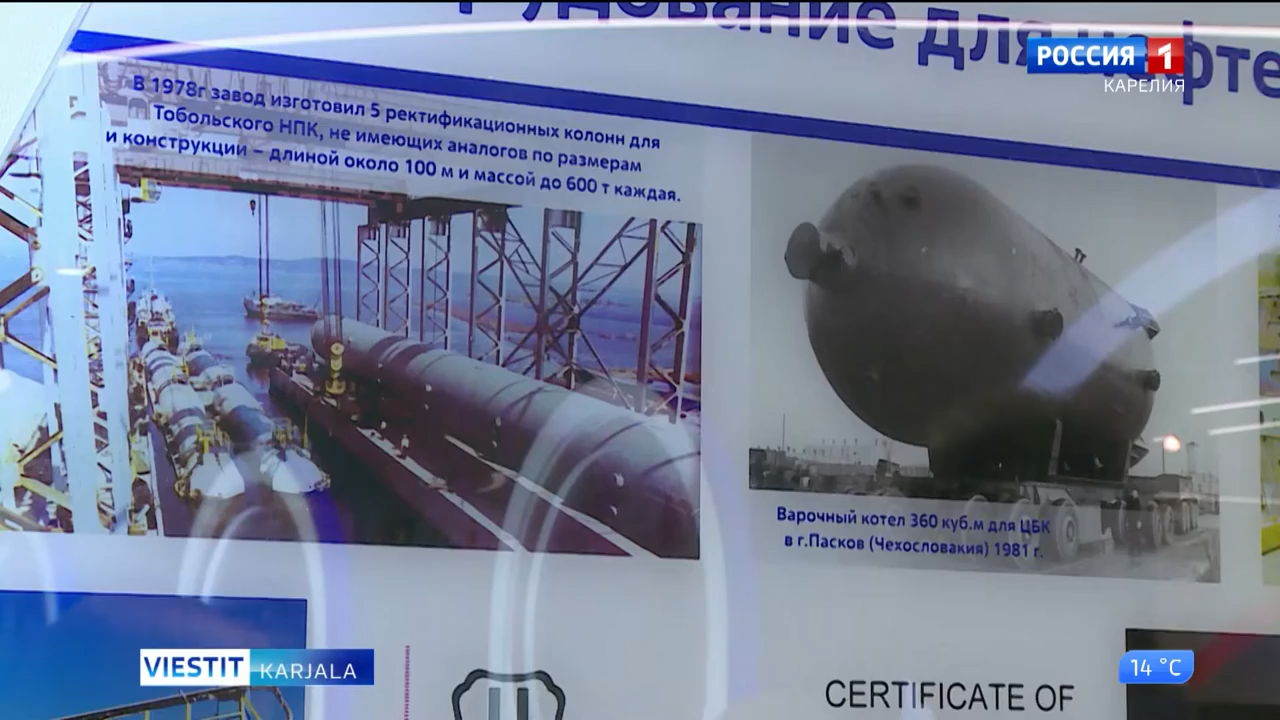 дование для нефте
РОССИЯ 1
КАРЕЛИЯ
В 1978г завод изготовил 5 ректификационных колонн для
Тобольского НПК, не имеющих аналогов по размерам
и конструкции – длиной около 100 м и массой до 600 т каждая.
Варочный котел 360 куб.м для ЦБК
в г.Пасков (Чехословакия) 1981 г.
VIESTIT KARJALA
14 °C
CERTIFICATE OF